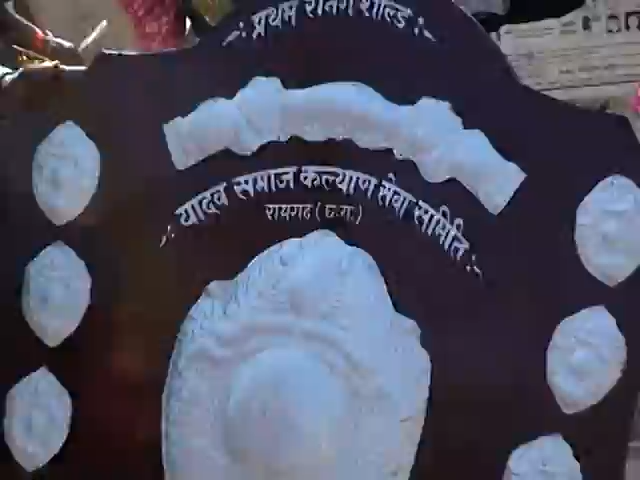 -: प्रथम रनिंग शील्ड :-
-: यादव समाज कल्याण सेवा समिति :-
रायगढ (छ.ग.)